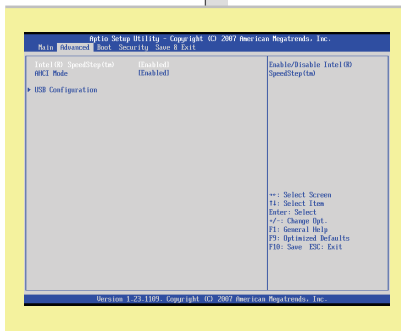 Aptio Setup Utility - Copyright (C) 2007 American Megatrends, Inc.
Main Advanced Boot Security Save & Exit
Intel(R) SpeedStep(tm) [Enabled]
AHCI Mode [Enabled]
▶ USB Configuration
Enable/Disable Intel(R)
SpeedStep(tm)
↔: Select Screen
↑↓: Select Item
Enter: Select
+/-: Change Opt.
F1: General Help
F9: Optimized Defaults
F10: Save ESC: Exit
Version 1.23.1109. Copyright (C) 2007 American Megatrends, Inc.